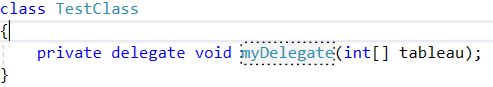 class TestClass
{
    private delegate void myDelegate(int[] tableau);
}